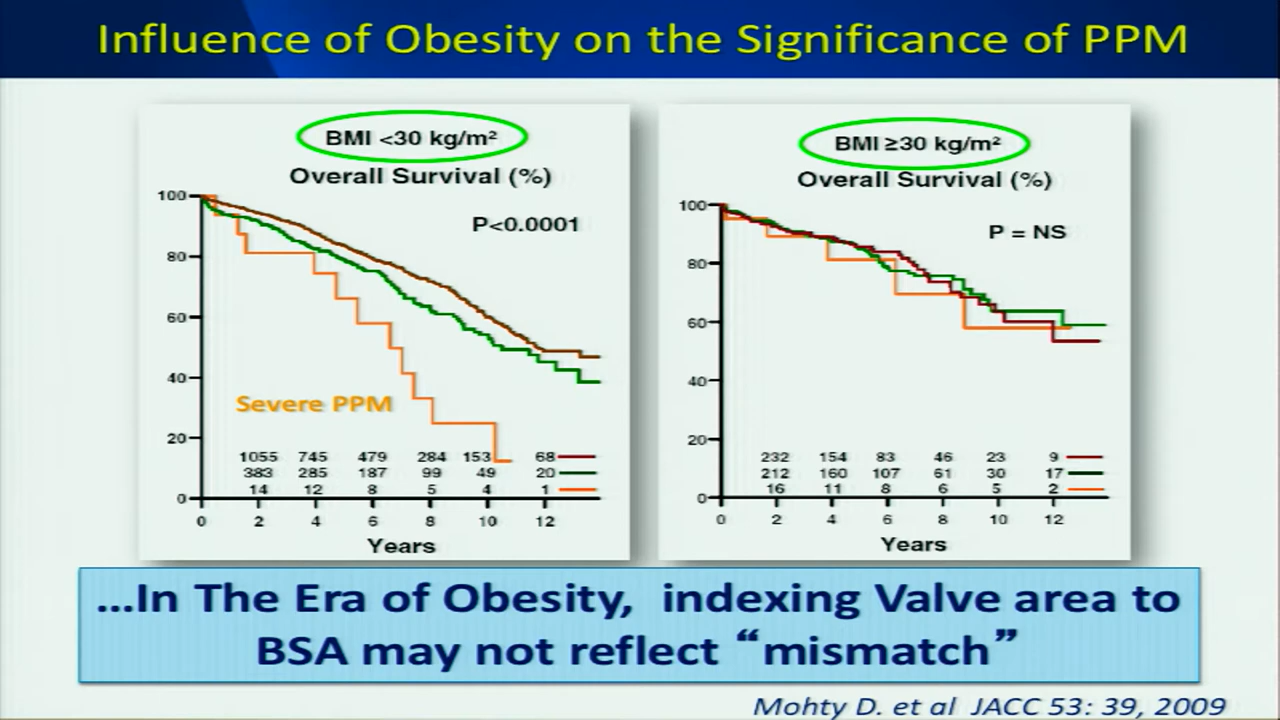 Influence of Obesity on the Significance of PPM
BMI <30 kg/m²
Overall Survival (%)
P<0.0001
100
80
60
40
20
0
Severe PPM
1055 745 479 284 153 68
383 285 187 99 49 20
14 12 8 5 4 1
0 2 4 6 8 10 12
Years
BMI ≥30 kg/m²
Overall Survival (%)
P = NS
100
80
60
40
20
0
232 154 83 46 23 9
212 160 107 61 30 17
16 11 8 6 5 2
0 2 4 6 8 10 12
Years
...In The Era of Obesity, indexing Valve area to
BSA may not reflect “mismatch”
Mohty D. et al JACC 53: 39, 2009